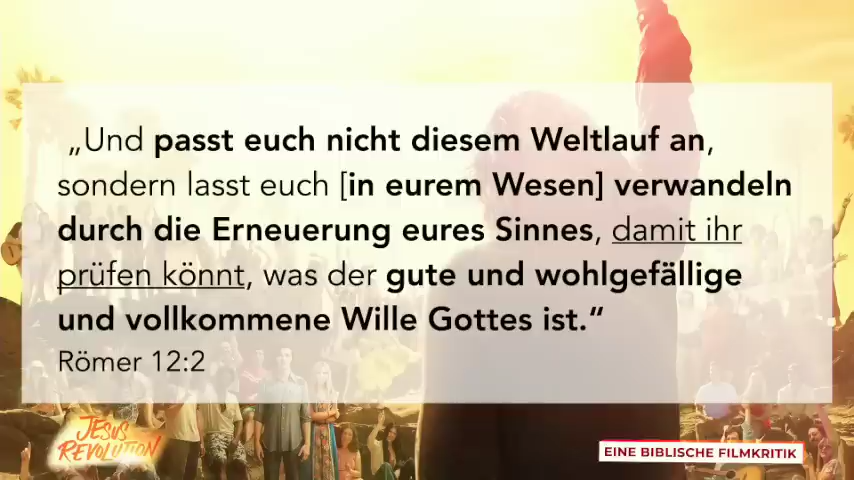 „Und passt euch nicht diesem Weltlauf an,
sondern lasst euch [in eurem Wesen] verwandeln
durch die Erneuerung eures Sinnes, damit ihr
prüfen könnt, was der gute und wohlgefällige
und vollkommene Wille Gottes ist.“
Römer 12:2
JESUS
REVOLUTION
EINE BIBLISCHE FILMKRITIK